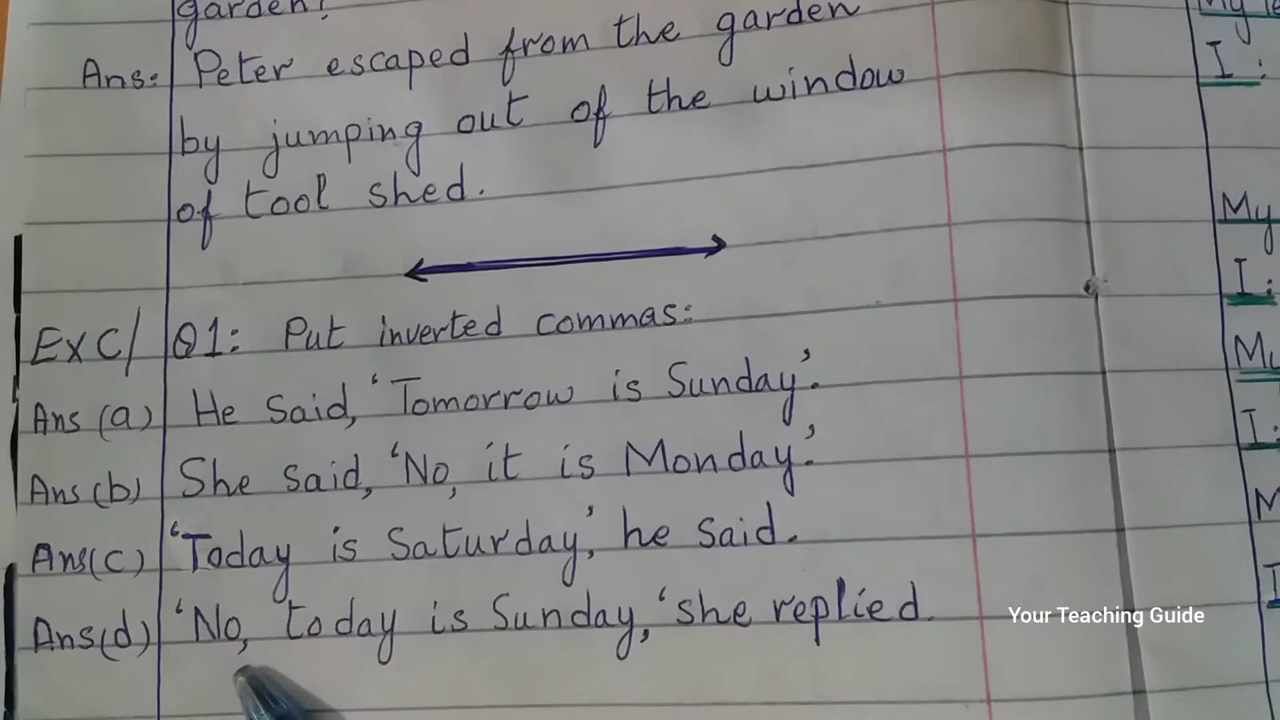 garden?
Ans: Peter escaped from the garden
by jumping out of the window
of tool shed.
Exc/ Q1: Put inverted commas:
Ans (a) He said, 'Tomorrow is Sunday'.
Ans (b) She said, 'No, it is Monday.'
Ans (c) 'Today is Saturday', he said.
Ans (d) 'No, today is Sunday, 'she replied.
Your Teaching Guide
I:
My
I:
I: